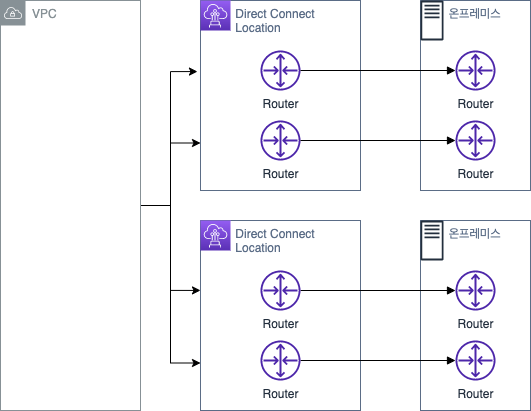 VPC
Direct Connect
Location
온프레미스
Router
Router
Router
Router
Direct Connect
Location
온프레미스
Router
Router
Router
Router